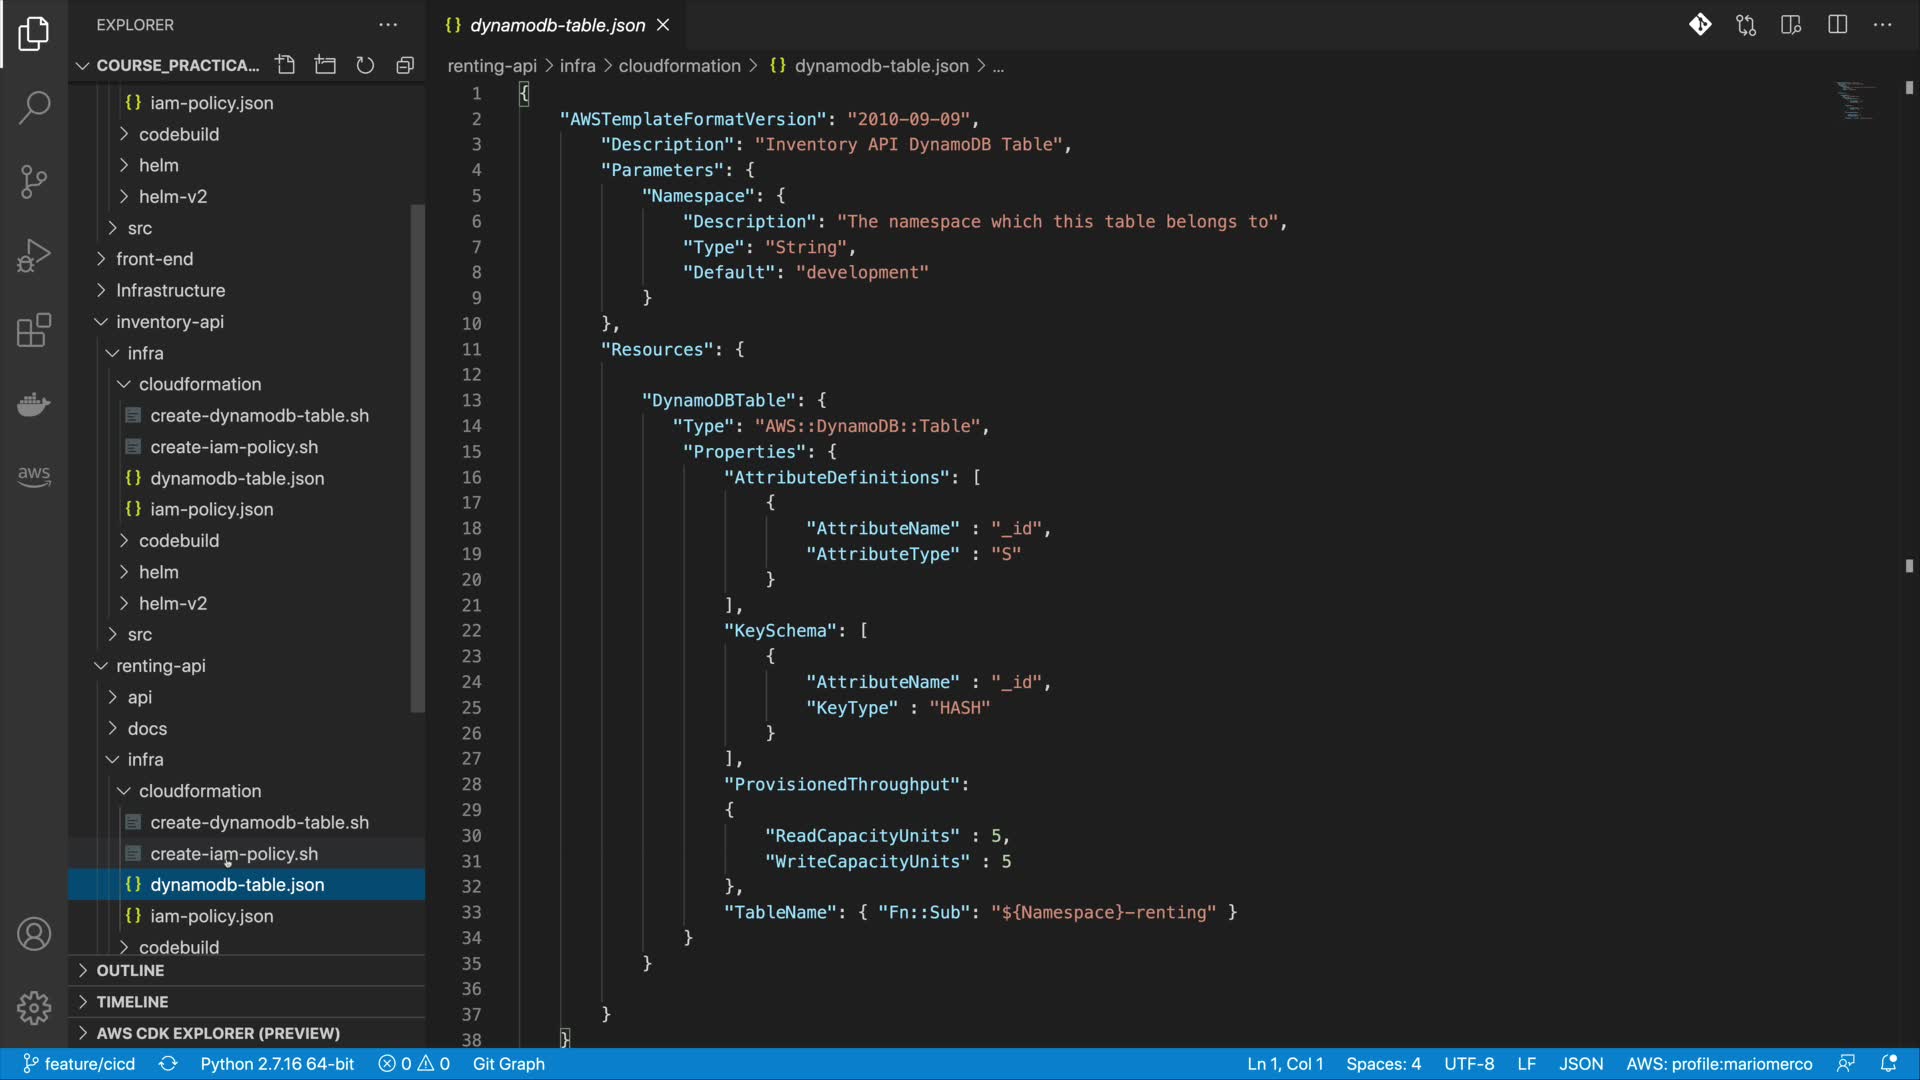 EXPLORER
COURSE_PRACTICA...
{} iam-policy.json
codebuild
helm
helm-v2
src
front-end
Infrastructure
inventory-api
infra
cloudformation
create-dynamodb-table.sh
create-iam-policy.sh
{} dynamodb-table.json
{} iam-policy.json
codebuild
helm
helm-v2
src
renting-api
api
docs
infra
cloudformation
create-dynamodb-table.sh
create-iam-policy.sh
{} dynamodb-table.json
{} iam-policy.json
codebuild
OUTLINE
TIMELINE
AWS CDK EXPLORER (PREVIEW)
aws
{} dynamodb-table.json
renting-api > infra > cloudformation > {} dynamodb-table.json > ...
1 {
2 "AWSTemplateFormatVersion": "2010-09-09",
3 "Description": "Inventory API DynamoDB Table",
4 "Parameters": {
5 "Namespace": {
6 "Description": "The namespace which this table belongs to",
7 "Type": "String",
8 "Default": "development"
9 }
10 },
11 "Resources": {
12
13 "DynamoDBTable": {
14 "Type": "AWS::DynamoDB::Table",
15 "Properties": {
16 "AttributeDefinitions": [
17 {
18 "AttributeName" : "_id",
19 "AttributeType" : "S"
20 }
21 ],
22 "KeySchema": [
23 {
24 "AttributeName" : "_id",
25 "KeyType" : "HASH"
26 }
27 ],
28 "ProvisionedThroughput":
29 {
30 "ReadCapacityUnits" : 5,
31 "WriteCapacityUnits" : 5
32 },
33 "TableName": { "Fn::Sub": "${Namespace}-renting" }
34 }
35 }
36
37 }
38 }
feature/cicd Python 2.7.16 64-bit 0 0 Git Graph Ln 1, Col 1 Spaces: 4 UTF-8 LF JSON AWS: profile:mariomerco